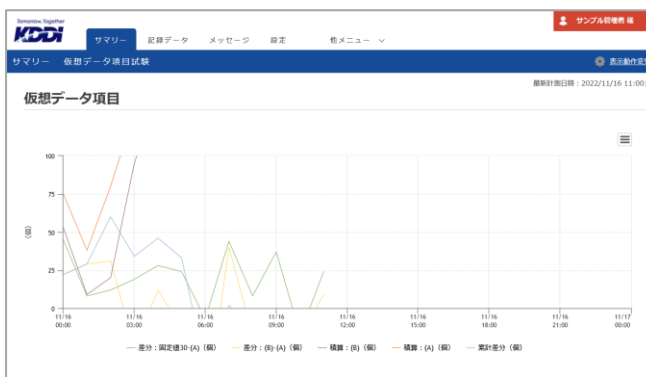 Tomorrow, Together
KDDI
サンプル管理者 様
サマリー 記録データ メッセージ 設定 他メニュー
サマリー 仮想データ項目試験
表示動作変
最新計測日時：2022/11/16 11:00:
仮想データ項目
100
75
50
25
0
（個）
11/16 11/16 11/16 11/16 11/16 11/16 11/16 11/16 11/17
00:00 03:00 06:00 09:00 12:00 15:00 18:00 21:00 00:00
差分：固定値30-(A)（個） 差分：(B)-(A)（個） 積算：(B)（個） 積算：(A)（個） 累計差分（個）